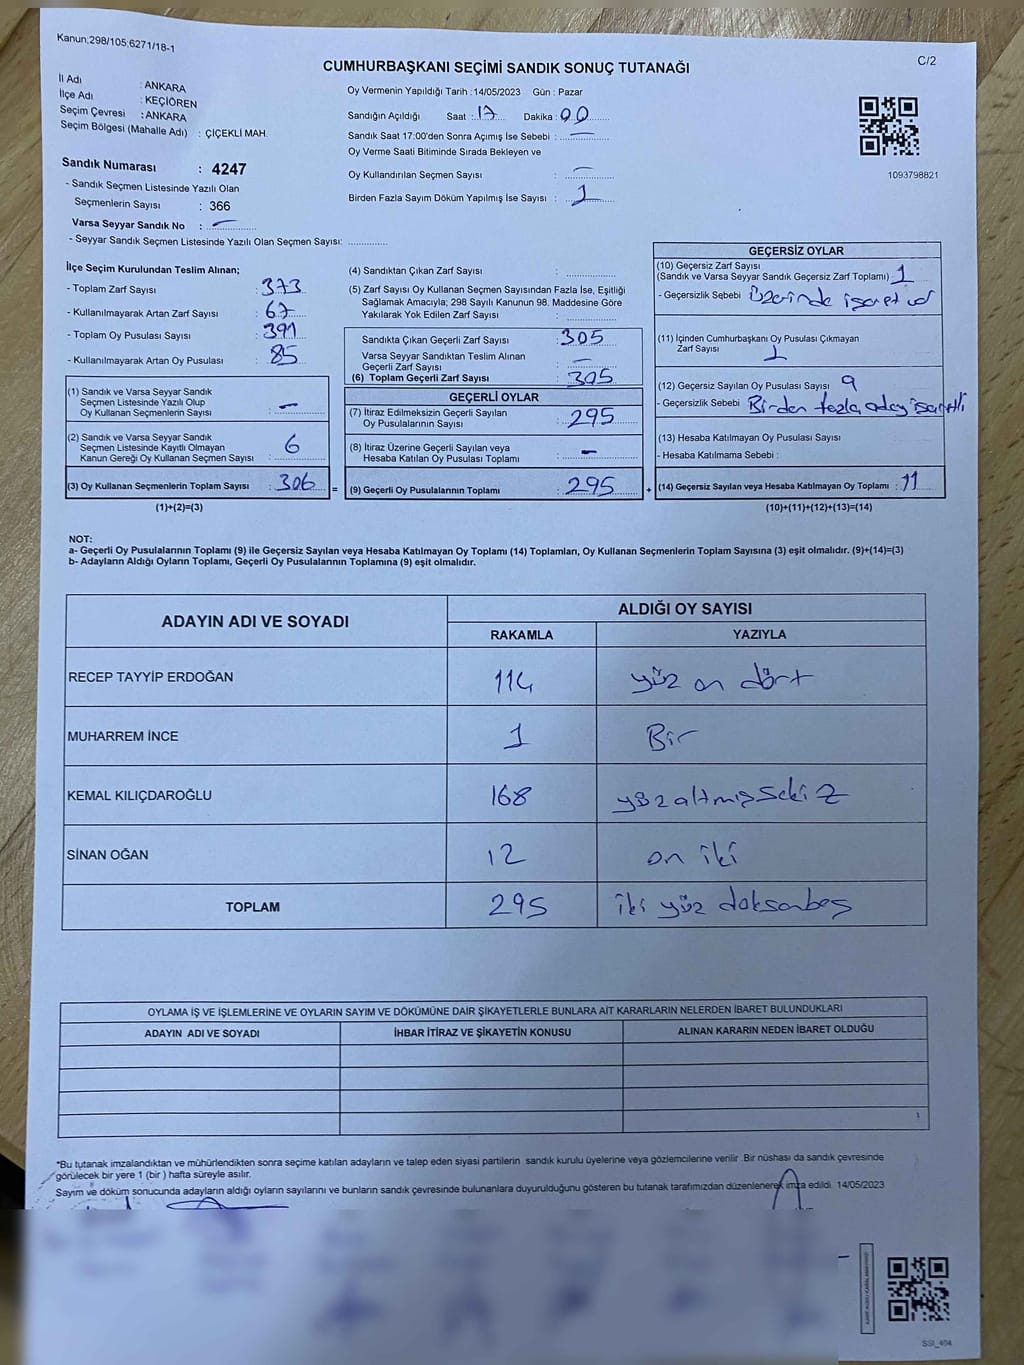 Kanun;298/105;6271/18-1
C/2
CUMHURBAŞKANI SEÇİMİ SANDIK SONUÇ TUTANAĞI
İl Adı : ANKARA
İlçe Adı : KEÇİÖREN
Seçim Çevresi : ANKARA
Seçim Bölgesi (Mahalle Adı) : ÇİÇEKLİ MAH.
Oy Vermenin Yapıldığı Tarih :14/05/2023 Gün : Pazar
Sandığın Açıldığı Saat : 17 Dakika : 00
Sandık Saat 17:00'den Sonra Açımış İse Sebebi : —
Oy Verme Saati Bitiminde Sırada Bekleyen ve
Oy Kullandırılan Seçmen Sayısı : —
Birden Fazla Sayım Döküm Yapılmış İse Sayısı : 1
1093798821
Sandık Numarası : 4247
- Sandık Seçmen Listesinde Yazılı Olan
Seçmenlerin Sayısı : 366
Varsa Seyyar Sandık No : —
- Seyyar Sandık Seçmen Listesinde Yazılı Olan Seçmen Sayısı: ............
İlçe Seçim Kurulundan Teslim Alınan;
- Toplam Zarf Sayısı : 373
- Kullanılmayarak Artan Zarf Sayısı : 67
- Toplam Oy Pusulası Sayısı : 391
- Kullanılmayarak Artan Oy Pusulası : 85
(1) Sandık ve Varsa Seyyar Sandık
Seçmen Listesinde Yazılı Olup
Oy Kullanan Seçmenlerin Sayısı : —
(2) Sandık ve Varsa Seyyar Sandık
Seçmen Listesinde Kayıtlı Olmayan
Kanun Gereği Oy Kullanan Seçmen Sayısı : 6
(3) Oy Kullanan Seçmenlerin Toplam Sayısı : 306 =
(1)+(2)=(3)
(4) Sandıktan Çıkan Zarf Sayısı : ............
(5) Zarf Sayısı Oy Kullanan Seçmen Sayısından Fazla İse, Eşitliği
Sağlamak Amacıyla; 298 Sayılı Kanunun 98. Maddesine Göre
Yakılarak Yok Edilen Zarf Sayısı : ............
Sandıkta Çıkan Geçerli Zarf Sayısı : 305
Varsa Seyyar Sandıktan Teslim Alınan
Geçerli Zarf Sayısı : —
(6) Toplam Geçerli Zarf Sayısı : 305
GEÇERLİ OYLAR
(7) İtiraz Edilmeksizin Geçerli Sayılan
Oy Pusulasının Sayısı : 295
(8) İtiraz Üzerine Geçerli Sayılan veya
Hesaba Katılan Oy Pusulası Toplamı : —
(9) Geçerli Oy Pusulalarının Toplamı : 295 +
GEÇERSİZ OYLAR
(10) Geçersiz Zarf Sayısı
(Sandık ve Varsa Seyyar Sandık Geçersiz Zarf Toplamı) : 1
- Geçersizlik Sebebi : Üzerinde işaret var
(11) İçinden Cumhurbaşkanı Oy Pusulası Çıkmayan
Zarf Sayısı : 1
(12) Geçersiz Sayılan Oy Pusulası Sayısı : 9
- Geçersizlik Sebebi : Birden fazla aday işaretli
(13) Hesaba Katılmayan Oy Pusulası Sayısı :
- Hesaba Katılmama Sebebi :
(14) Geçersiz Sayılan veya Hesaba Katılmayan Oy Toplamı : 11
(10)+(11)+(12)+(13)=(14)
NOT:
a- Geçerli Oy Pusulalarının Toplamı (9) ile Geçersiz Sayılan veya Hesaba Katılmayan Oy Toplamı (14) Toplamları, Oy Kullanan Seçmenlerin Toplam Sayısına (3) eşit olmalıdır. (9)+(14)=(3)
b- Adayların Aldığı Oyların Toplamı, Geçerli Oy Pusulalarının Toplamına (9) eşit olmalıdır.
ADAYIN ADI VE SOYADI
ALDIĞI OY SAYISI
RAKAMLA YAZIYLA
RECEP TAYYİP ERDOĞAN 114 yüz on dört
MUHARREM İNCE 1 Bir
KEMAL KILIÇDAROĞLU 168 yüz altmış sekiz
SİNAN OĞAN 12 on iki
TOPLAM 295 iki yüz doksanbeş
OYLAMA İŞ VE İŞLEMLERİNE VE OYLARIN SAYIM VE DÖKÜMÜNE DAİR ŞİKAYETLERLE BUNLARA AİT KARARLARIN NELERDEN İBARET BULUNDUKLARI
ADAYIN ADI VE SOYADI İHBAR İTİRAZ VE ŞİKAYETİN KONUSU ALINAN KARARIN NEDEN İBARET OLDUĞU
1
*Bu tutanak imzalandıktan ve mühürlendikten sonra seçime katılan adayların ve talep eden siyasi partilerin sandık kurulu üyelerine veya gözlemcilerine verilir .Bir nüshası da sandık çevresinde
görülecek bir yere 1 (bir ) hafta süreyle asılır.
Sayım ve döküm sonucunda adayların aldığı oyların sayılarını ve bunların sandık çevresinde bulunanlara duyurulduğunu gösteren bu tutanak tarafımızdan düzenlenerek imza edildi. 14/05/2023
SSI_404